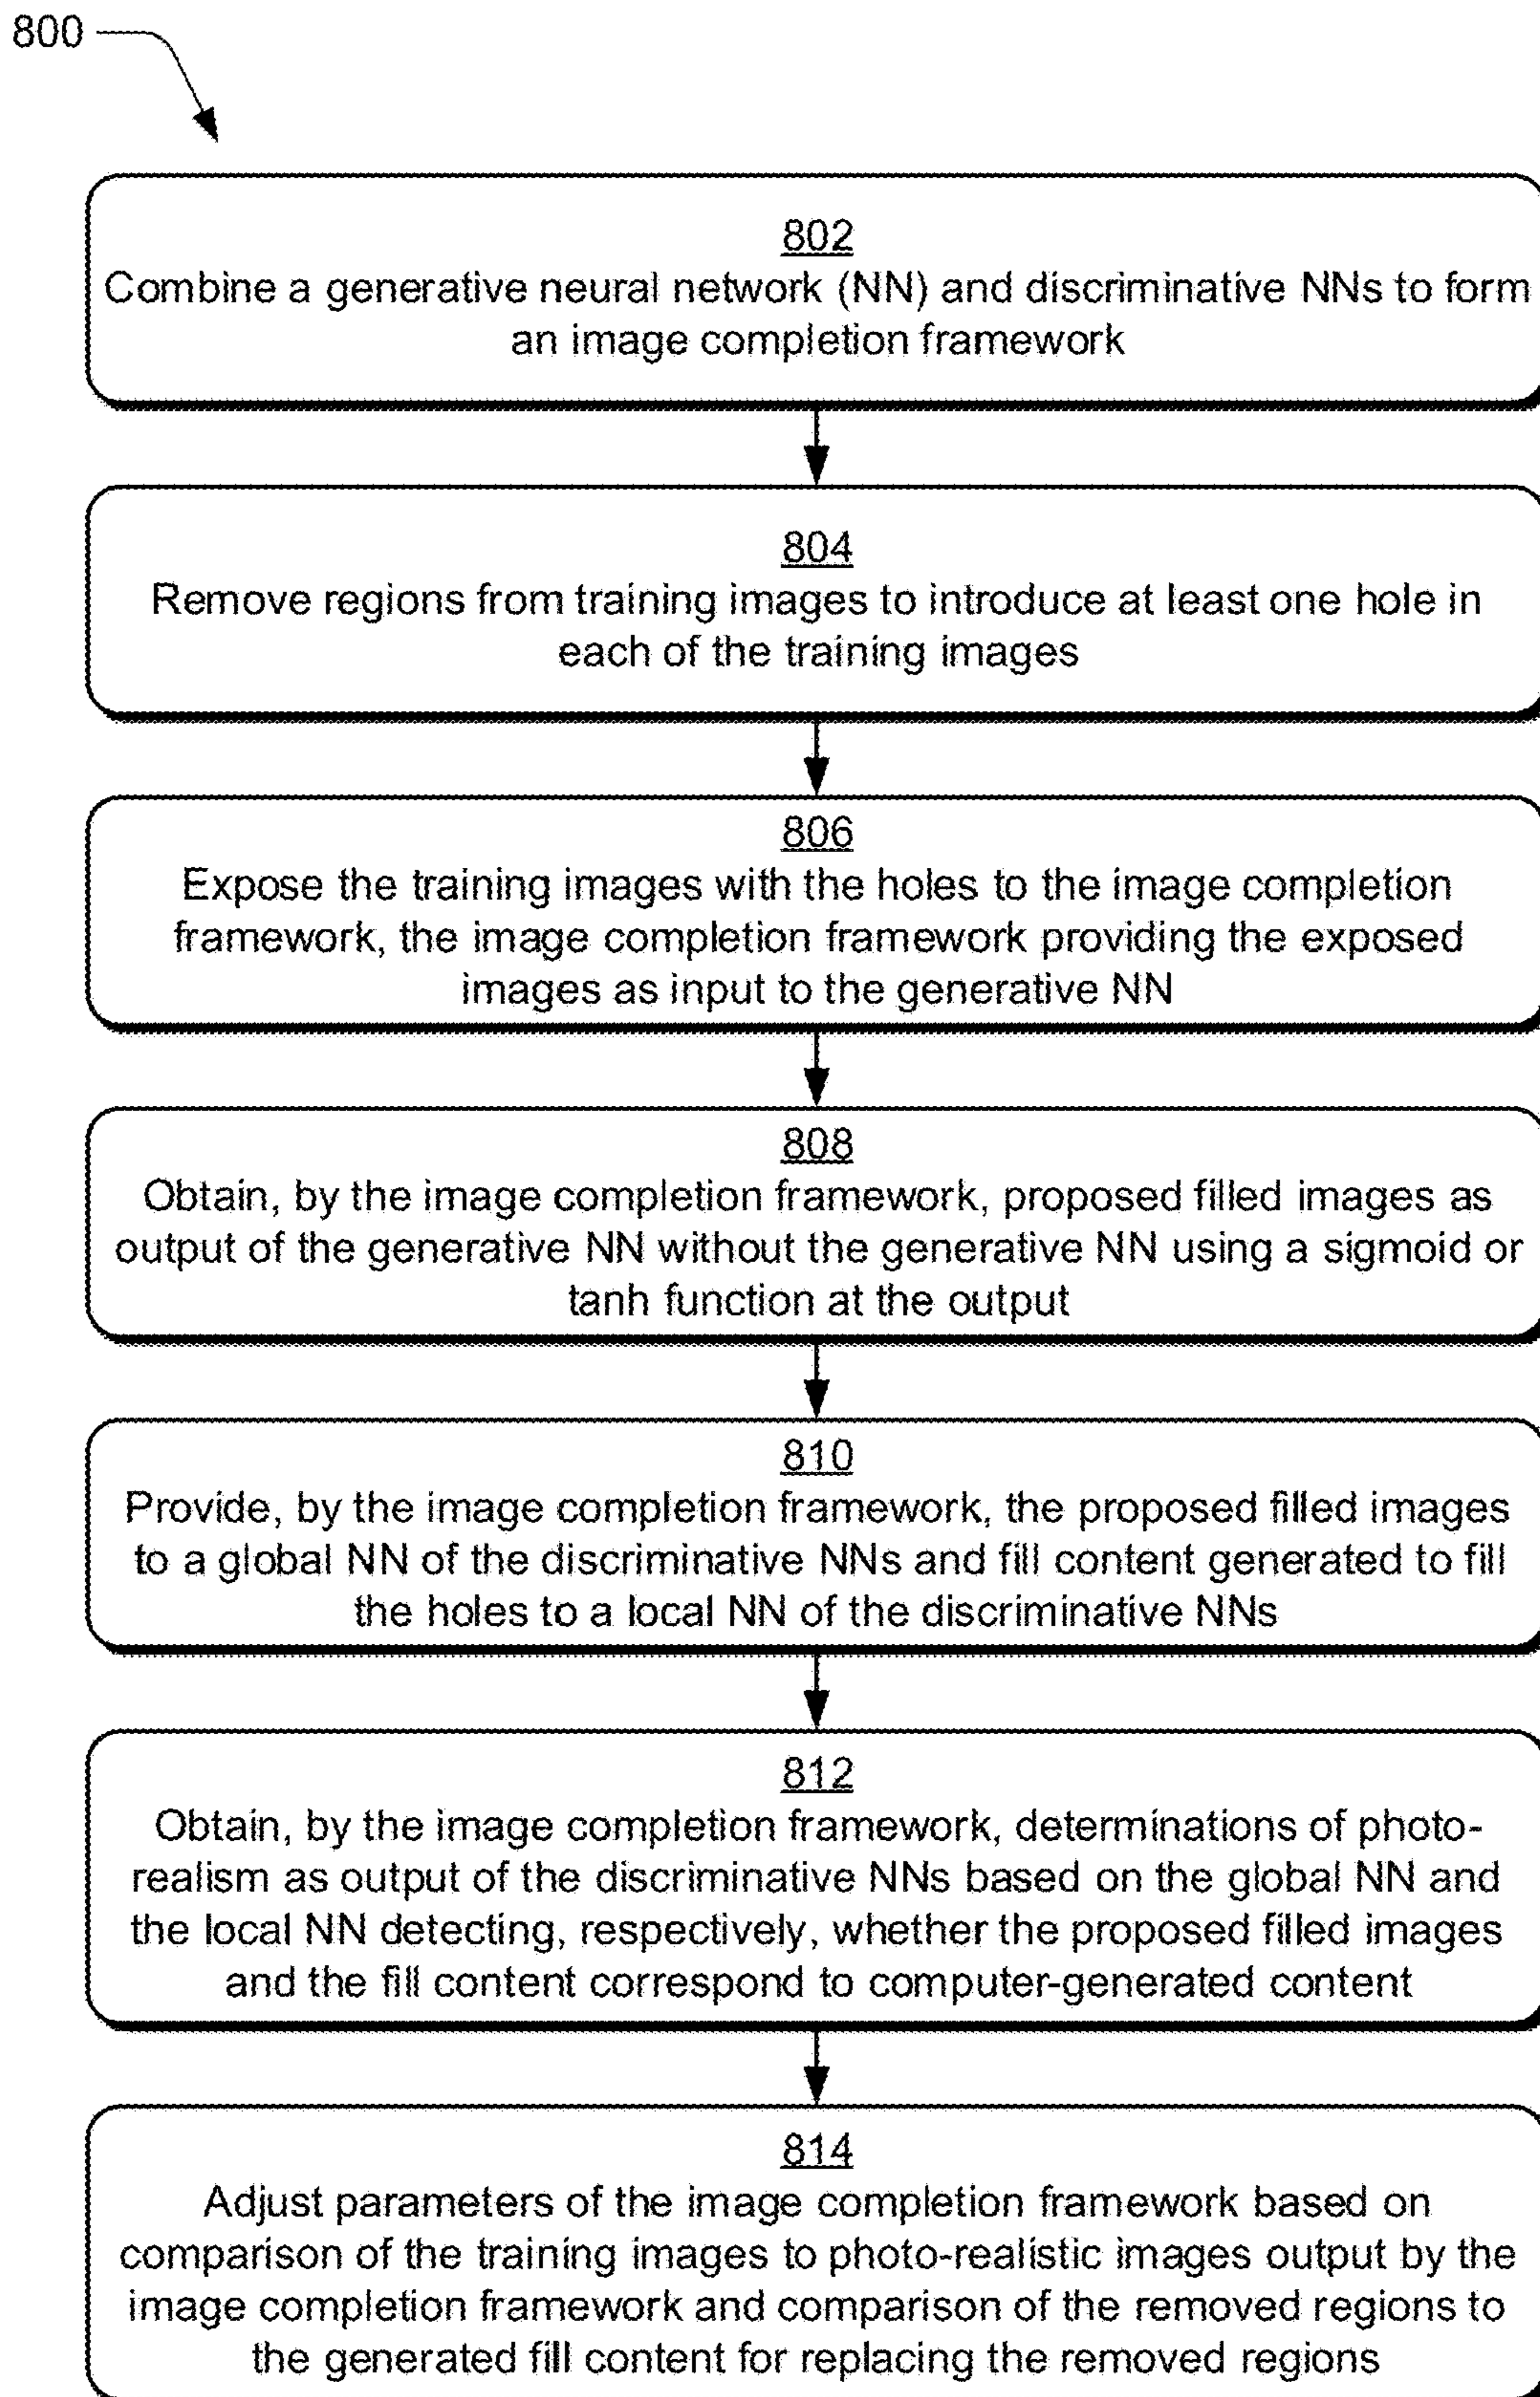 800
802
Combine a generative neural network (NN) and discriminative NNs to form
an image completion framework
804
Remove regions from training images to introduce at least one hole in
each of the training images
806
Expose the training images with the holes to the image completion
framework, the image completion framework providing the exposed
images as input to the generative NN
808
Obtain, by the image completion framework, proposed filled images as
output of the generative NN without the generative NN using a sigmoid or
tanh function at the output
810
Provide, by the image completion framework, the proposed filled images
to a global NN of the discriminative NNs and fill content generated to fill
the holes to a local NN of the discriminative NNs
812
Obtain, by the image completion framework, determinations of photo-
realism as output of the discriminative NNs based on the global NN and
the local NN detecting, respectively, whether the proposed filled images
and the fill content correspond to computer-generated content
814
Adjust parameters of the image completion framework based on
comparison of the training images to photo-realistic images output by the
image completion framework and comparison of the removed regions to
the generated fill content for replacing the removed regions